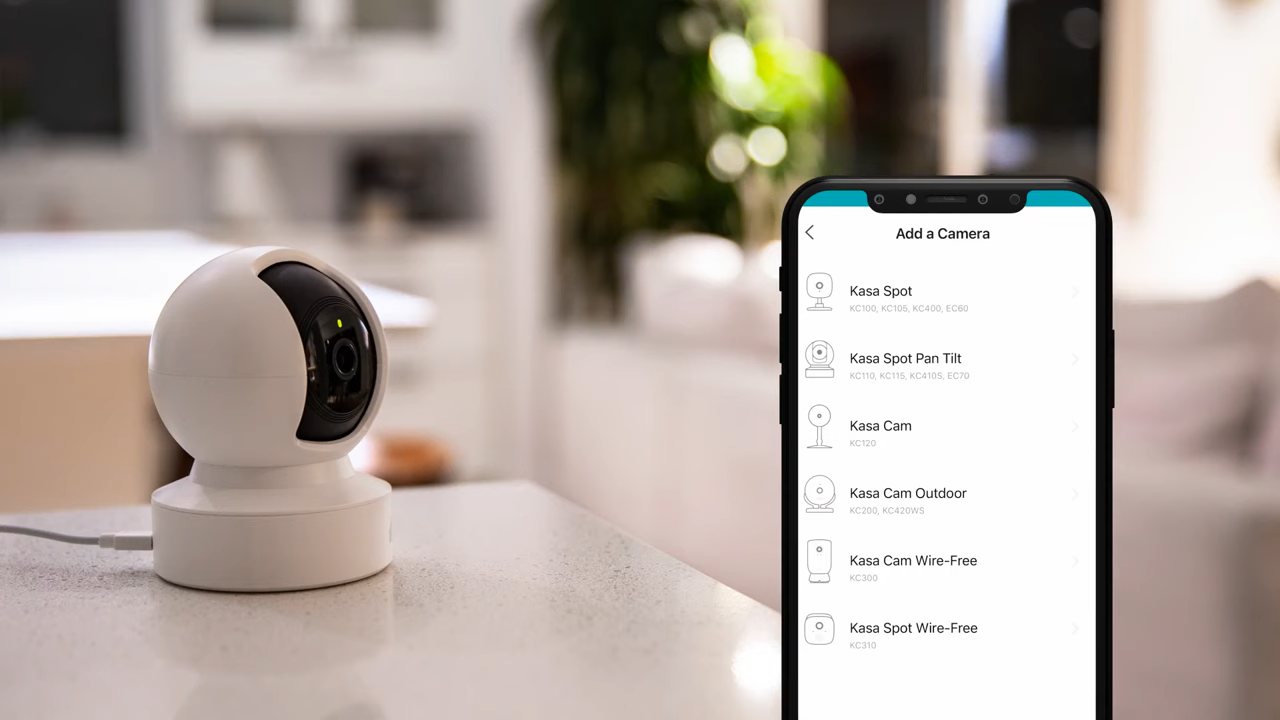 Add a Camera
Kasa Spot
KC100, KC105, KC400, EC60
Kasa Spot Pan Tilt
KC110, KC115, KC410S, EC70
Kasa Cam
KC120
Kasa Cam Outdoor
KC200, KC420WS
Kasa Cam Wire-Free
KC300
Kasa Spot Wire-Free
KC310